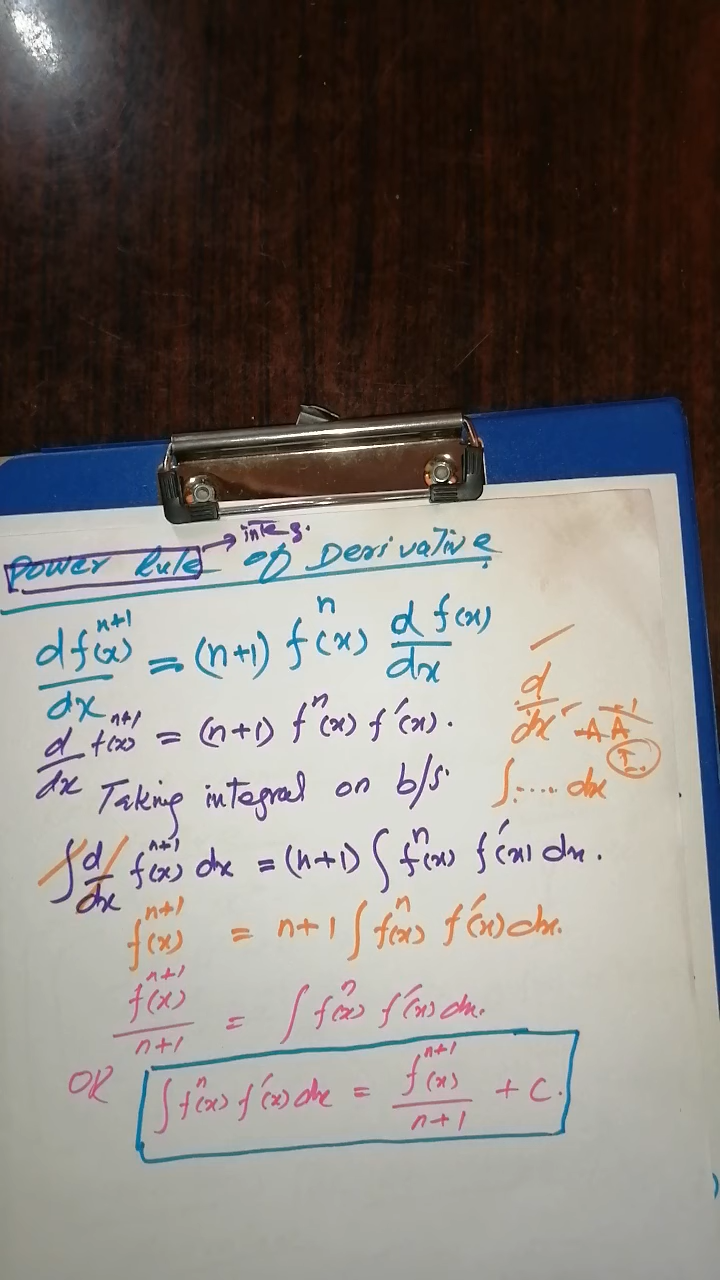 integ.
Power Rule of Derivative
d f^{n+1}(x)/dx = (n+1) f^n(x) d f(x)/dx
d/dx f^{n+1}(x) = (n+1) f^n(x) f'(x).
d/dx A A^{-1}
I
Taking integral on b/s. ∫.... dx
∫ d/dx f^{n+1}(x) dx = (n+1) ∫ f^n(x) f'(x) dx.
f^{n+1}(x) = n+1 ∫ f^n(x) f'(x) dx.
f^{n+1}(x)/n+1 = ∫ f^n(x) f'(x) dx.
OR ∫ f^n(x) f'(x) dx = f^{n+1}(x)/n+1 + C.